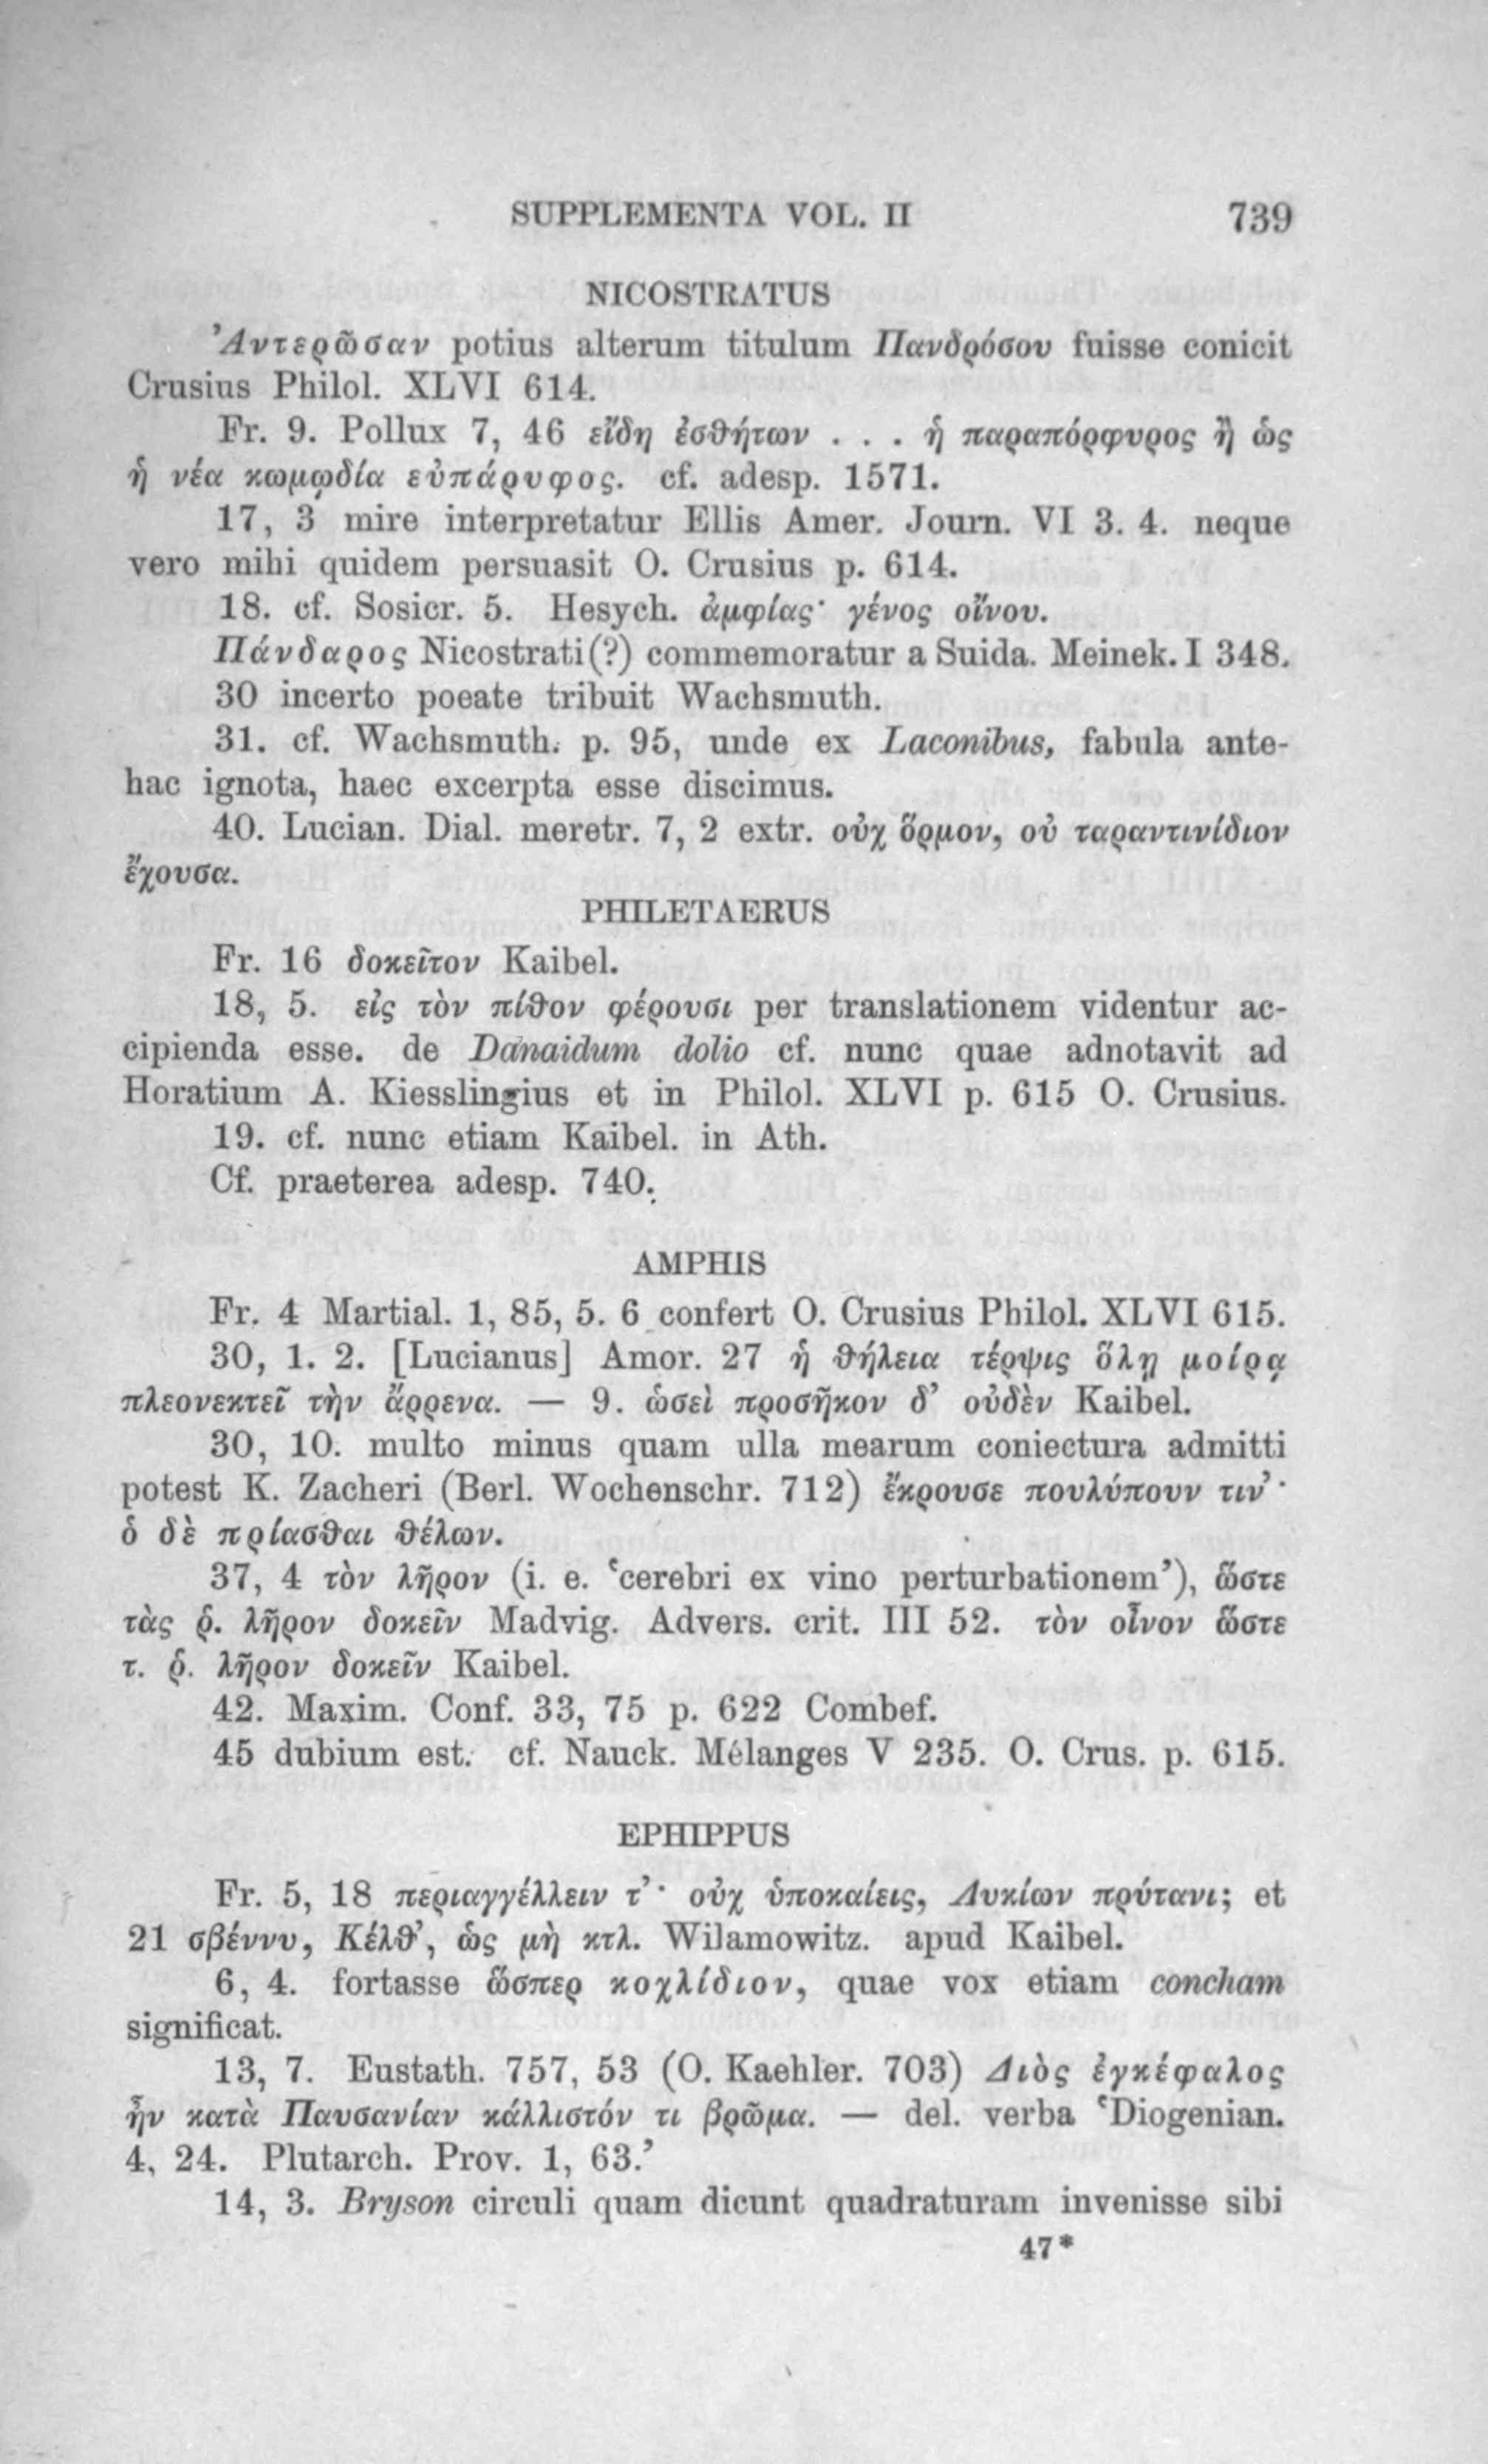 SUPPLEMENTA VOL. II 739
NICOSTRATUS
Ἀντερῶσαν potius alterum titulum Πανδρόσου fuisse conicit
Crusius Philol. XLVI 614.
Fr. 9. Pollux 7, 46 εἴδη ἐσθήτων . . . ἡ παραπόρφυρος ἢ ὡς
ἡ νέα κωμῳδία εὐπάρυφος. cf. adesp. 1571.
17, 3 mire interpretatur Ellis Amer. Journ. VI 3. 4. neque
vero mihi quidem persuasit O. Crusius p. 614.
18. cf. Sosicr. 5. Hesych. ἀμφίας· γένος οἴνου.
Πάνδαρος Nicostrati(?) commemoratur a Suida. Meinek. I 348.
30 incerto poeate tribuit Wachsmuth.
31. cf. Wachsmuth. p. 95, unde ex Laconibus, fabula ante-
hac ignota, haec excerpta esse discimus.
40. Lucian. Dial. meretr. 7, 2 extr. οὐχ ὅρμον, οὐ ταραντινίδιον
ἔχουσα.
PHILETAERUS
Fr. 16 δοκεῖτον Kaibel.
18, 5. εἰς τὸν πίθον φέρουσι per translationem videntur ac-
cipienda esse. de Danaidum dolio cf. nunc quae adnotavit ad
Horatium A. Kiesslingius et in Philol. XLVI p. 615 O. Crusius.
19. cf. nunc etiam Kaibel. in Ath.
Cf. praeterea adesp. 740.
AMPHIS
Fr. 4 Martial. 1, 85, 5. 6 confert O. Crusius Philol. XLVI 615.
30, 1. 2. [Lucianus] Amor. 27 ἡ θήλεια τέρψις ὅλῃ μοίρᾳ
πλεονεκτεῖ τὴν ἄρρενα. — 9. ὡσεὶ προσῆκον δ’ οὐδὲν Kaibel.
30, 10. multo minus quam ulla mearum coniectura admitti
potest K. Zacheri (Berl. Wochenschr. 712) ἔκρουσε πουλύπουν τιν’·
ὁ δὲ πρίασθαι θέλων.
37, 4 τὸν λῆρον (i. e. ‘cerebri ex vino perturbationem’), ὥστε
τὰς ῥ. λῆρον δοκεῖν Madvig. Advers. crit. III 52. τὸν οἶνον ὥστε
τ. ῥ. λῆρον δοκεῖν Kaibel.
42. Maxim. Conf. 33, 75 p. 622 Combef.
45 dubium est. cf. Nauck. Mélanges V 235. O. Crus. p. 615.
EPHIPPUS
Fr. 5, 18 περιαγγέλλειν τ’· οὐχ ὑποκαίεις, Λυκίων πρύτανι; et
21 σβέννυ, Κέλθ’, ὡς μὴ κτλ. Wilamowitz. apud Kaibel.
6, 4. fortasse ὥσπερ κοχλίδιον, quae vox etiam concham
significat.
13, 7. Eustath. 757, 53 (O. Kaehler. 703) Διὸς ἐγκέφαλος
ἦν κατὰ Παυσανίαν κάλλιστόν τι βρῶμα. — del. verba ‘Diogenian.
4, 24. Plutarch. Prov. 1, 63.’
14, 3. Bryson circuli quam dicunt quadraturam invenisse sibi
47*